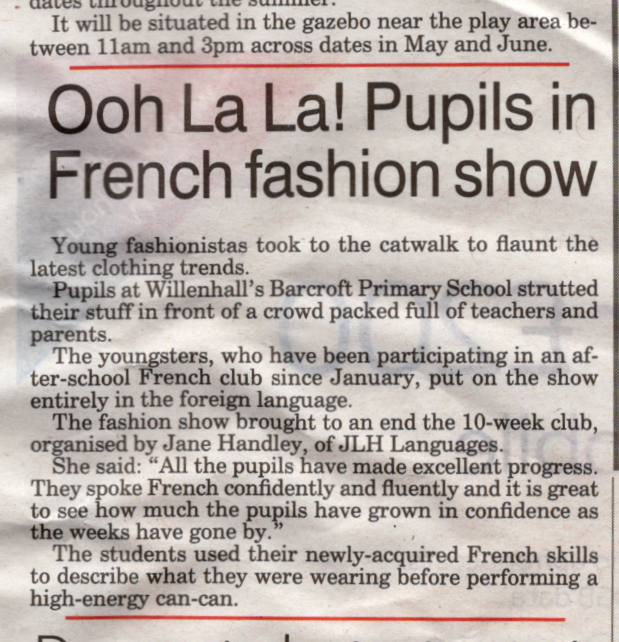 dates throughout the summer.
It will be situated in the gazebo near the play area be-
tween 11am and 3pm across dates in May and June.
Ooh La La! Pupils in
French fashion show
Young fashionistas took to the catwalk to flaunt the
latest clothing trends.
Pupils at Willenhall's Barcroft Primary School strutted
their stuff in front of a crowd packed full of teachers and
parents.
The youngsters, who have been participating in an af-
ter-school French club since January, put on the show
entirely in the foreign language.
The fashion show brought to an end the 10-week club,
organised by Jane Handley, of JLH Languages.
She said: “All the pupils have made excellent progress.
They spoke French confidently and fluently and it is great
to see how much the pupils have grown in confidence as
the weeks have gone by.”
The students used their newly-acquired French skills
to describe what they were wearing before performing a
high-energy can-can.